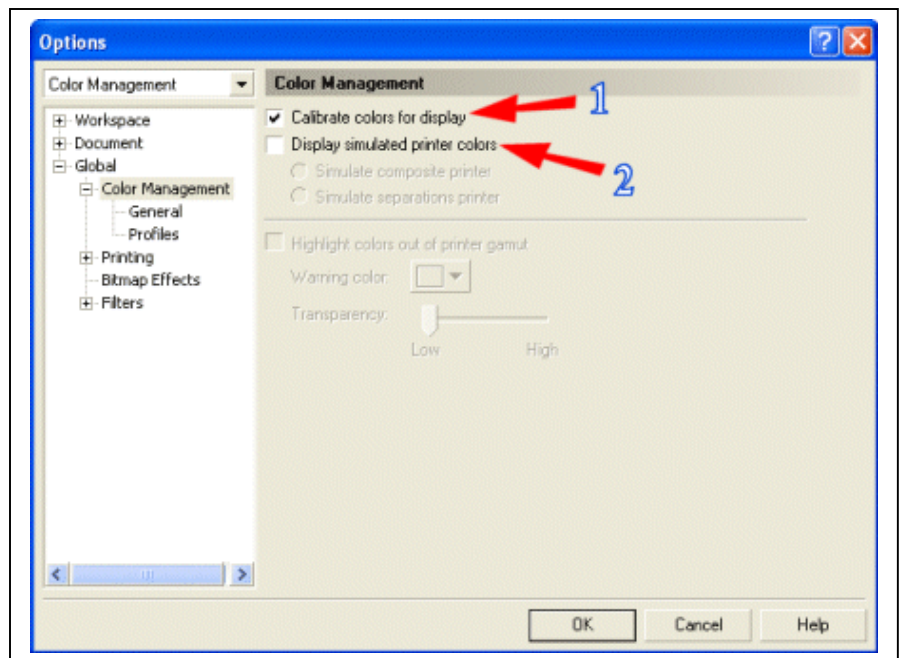 Options
Color Management
Color Management
Workspace
Document
Global
Color Management
General
Profiles
Printing
Bitmap Effects
Filters
Calibrate colors for display
1
Display simulated printer colors
2
Simulate composite printer
Simulate separations printer
Highlight colors out of printer gamut
Warning color:
Transparency:
Low High
OK Cancel Help